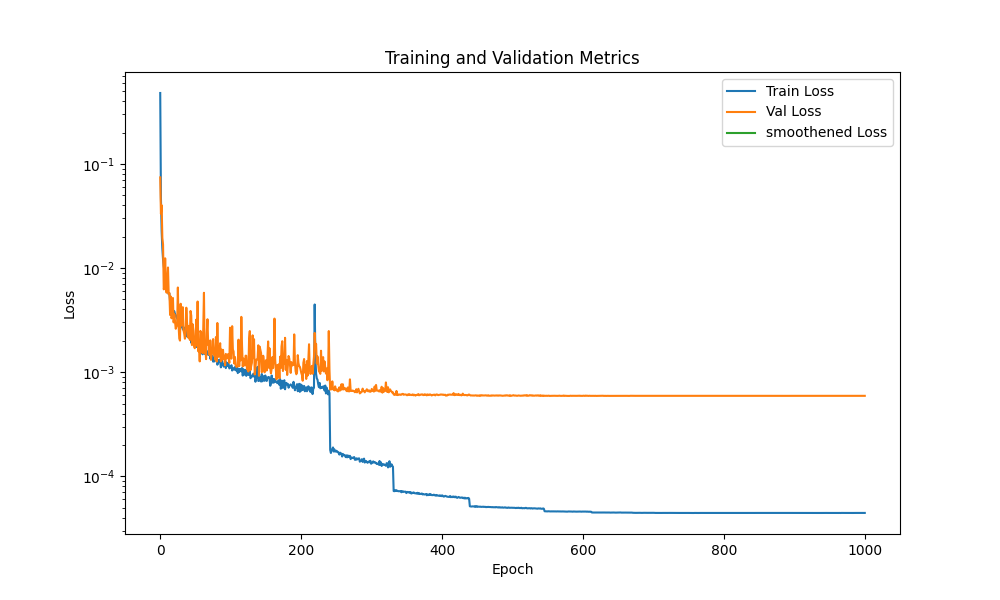 Training and Validation Metrics
Train Loss
Val Loss
smoothened Loss
Loss
10⁻¹
10⁻²
10⁻³
10⁻⁴
0 200 400 600 800 1000
Epoch